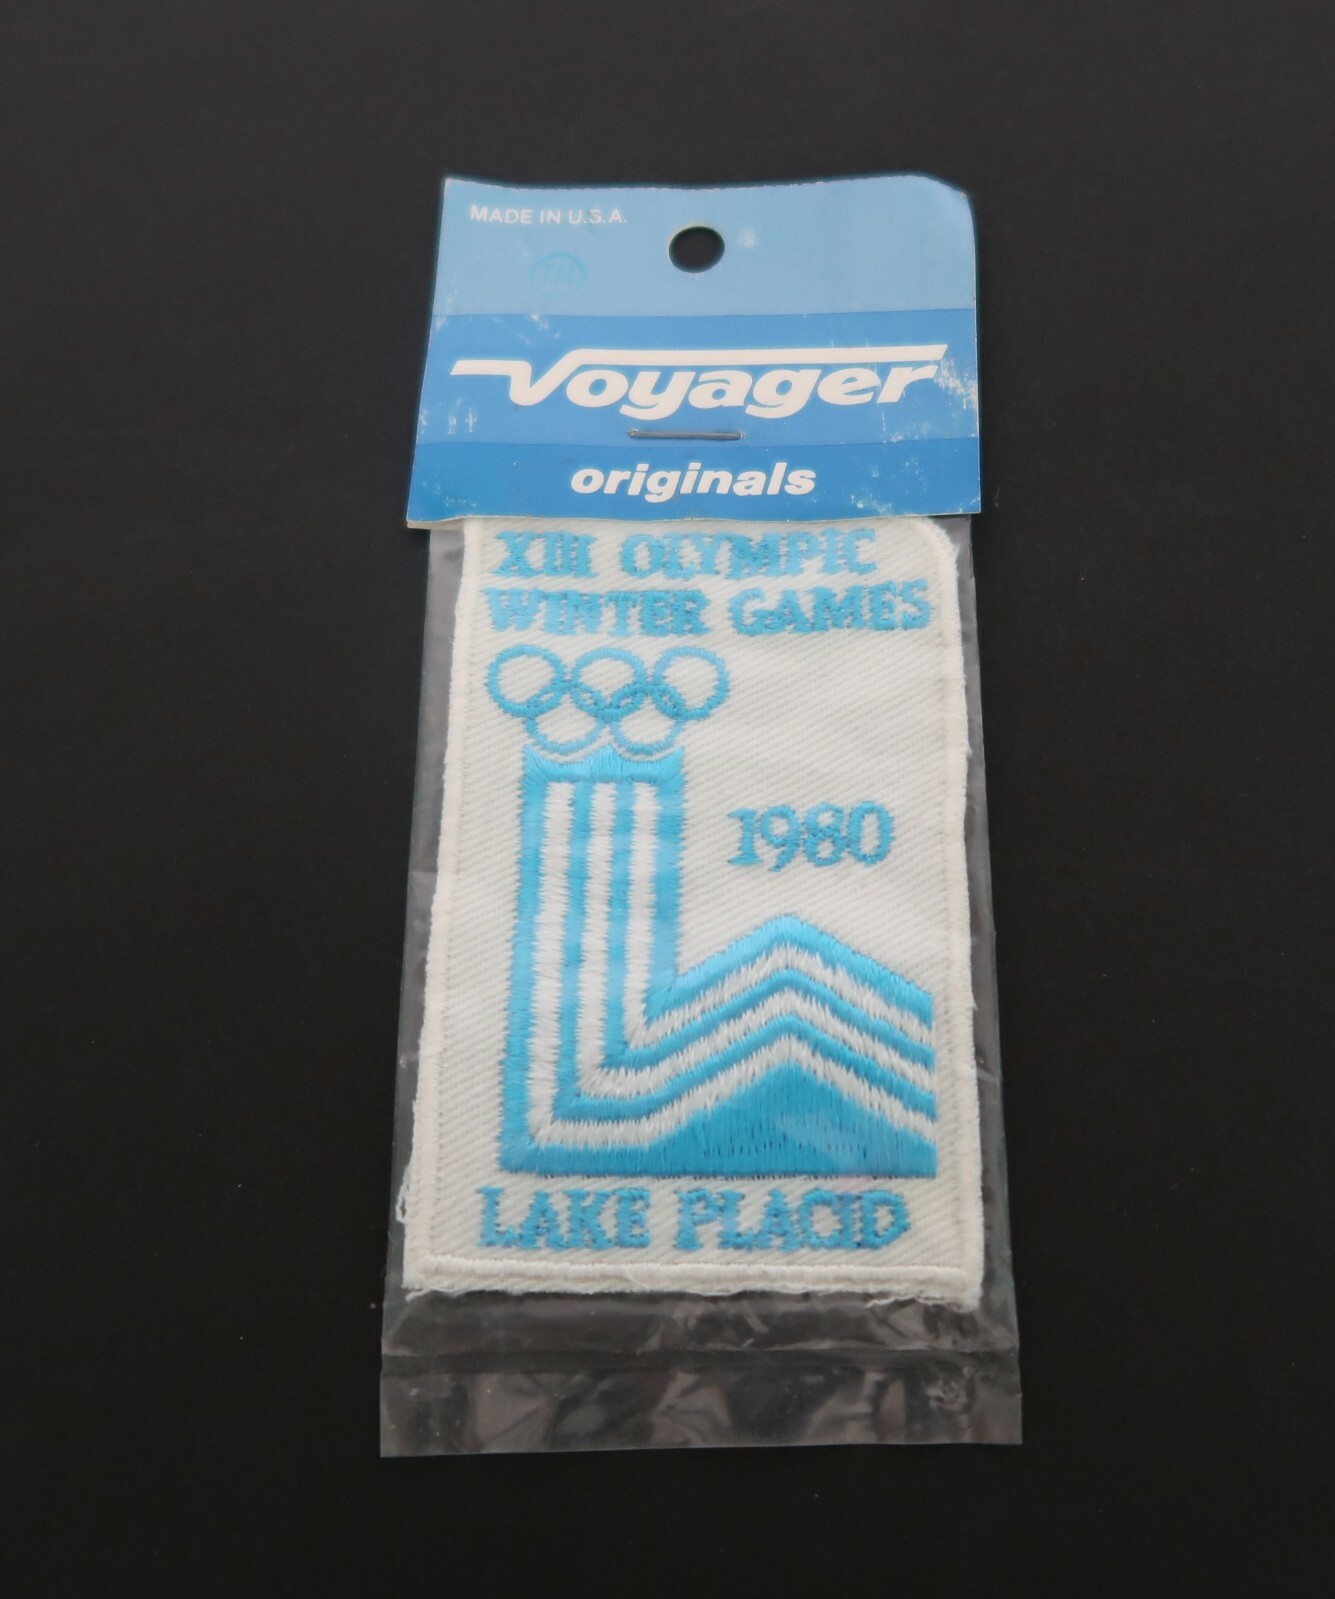 MADE IN U.S.A.
Voyager
originals
XIII OLYMPIC
WINTER GAMES
1980
LAKE PLACID